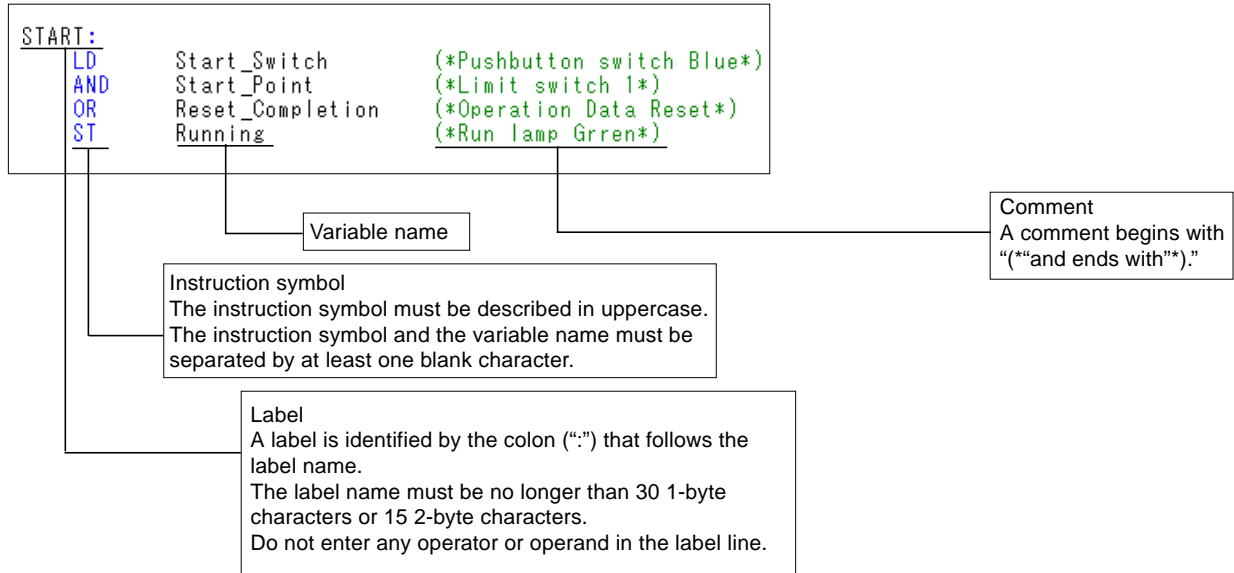 START:
LD Start_Switch (*Pushbutton switch Blue*)
AND Start_Point (*Limit switch 1*)
OR Reset_Completion (*Operation Data Reset*)
ST Running (*Run lamp Grren*)
Variable name
Comment
A comment begins with
“(*“and ends with”*).”
Instruction symbol
The instruction symbol must be described in uppercase.
The instruction symbol and the variable name must be
separated by at least one blank character.
Label
A label is identified by the colon (“:”) that follows the
label name.
The label name must be no longer than 30 1-byte
characters or 15 2-byte characters.
Do not enter any operator or operand in the label line.